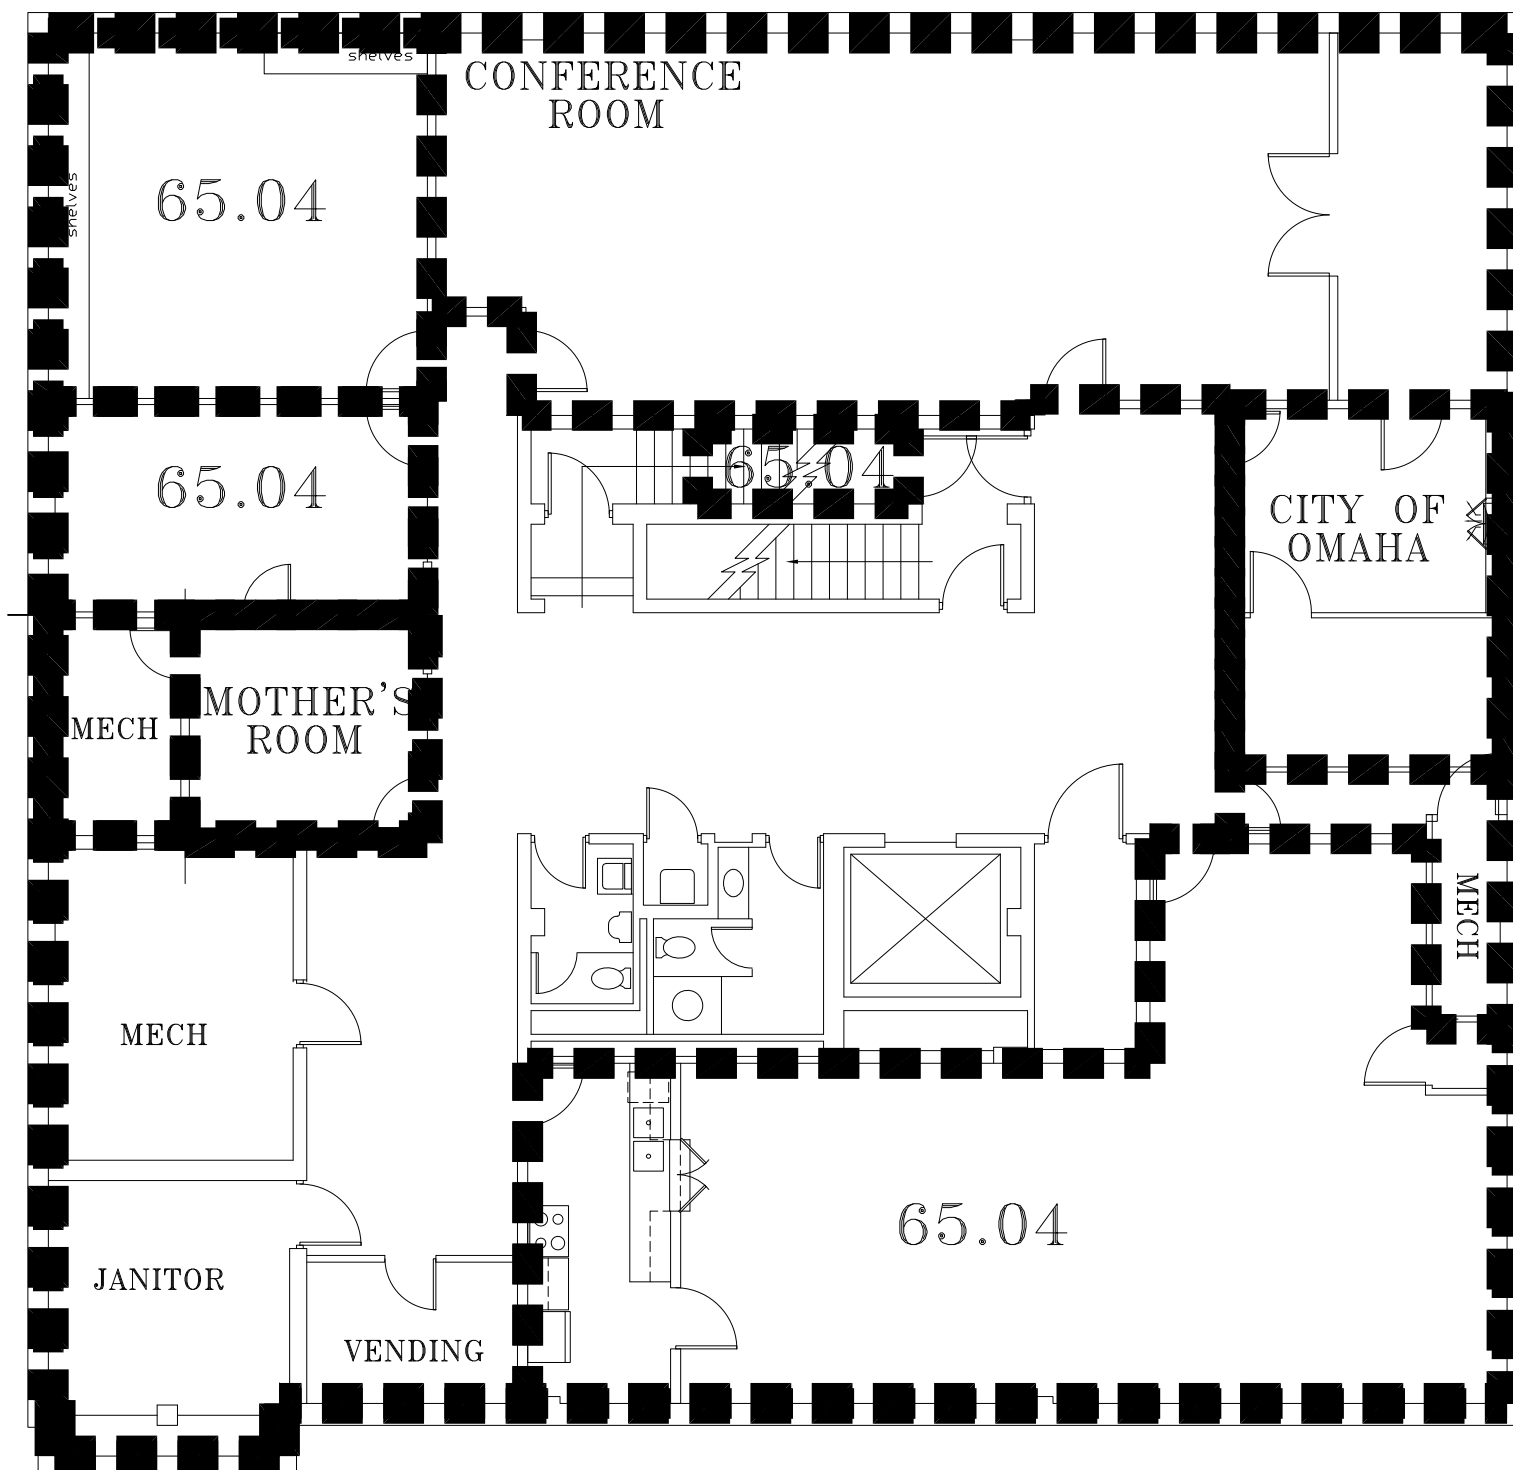 shelves
CONFERENCE
ROOM
65.04
shelves
65.04
65.04
CITY OF
OMAHA
MOTHER'S
ROOM
MECH
MECH
MECH
65.04
JANITOR
VENDING